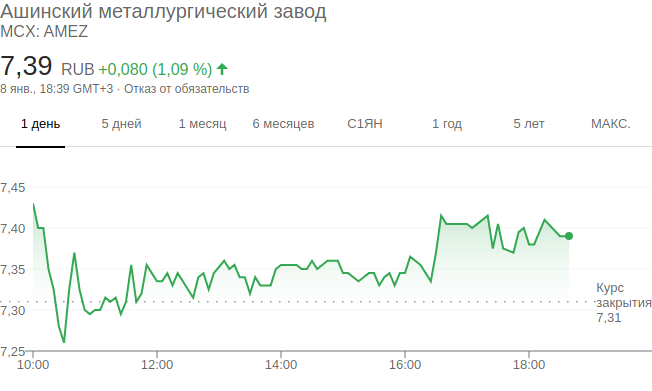 Ашинский металлургический завод
MCX: AMEZ
7,39 RUB +0,080 (1,09 %)
8 янв., 18:39 GMT+3 · Отказ от обязательств
1 день 5 дней 1 месяц 6 месяцев С1ЯН 1 год 5 лет МАКС.
7,45
7,40
7,35
Курс
закрытия
7,30
7,31
7,25
10:00 12:00 14:00 16:00 18:00